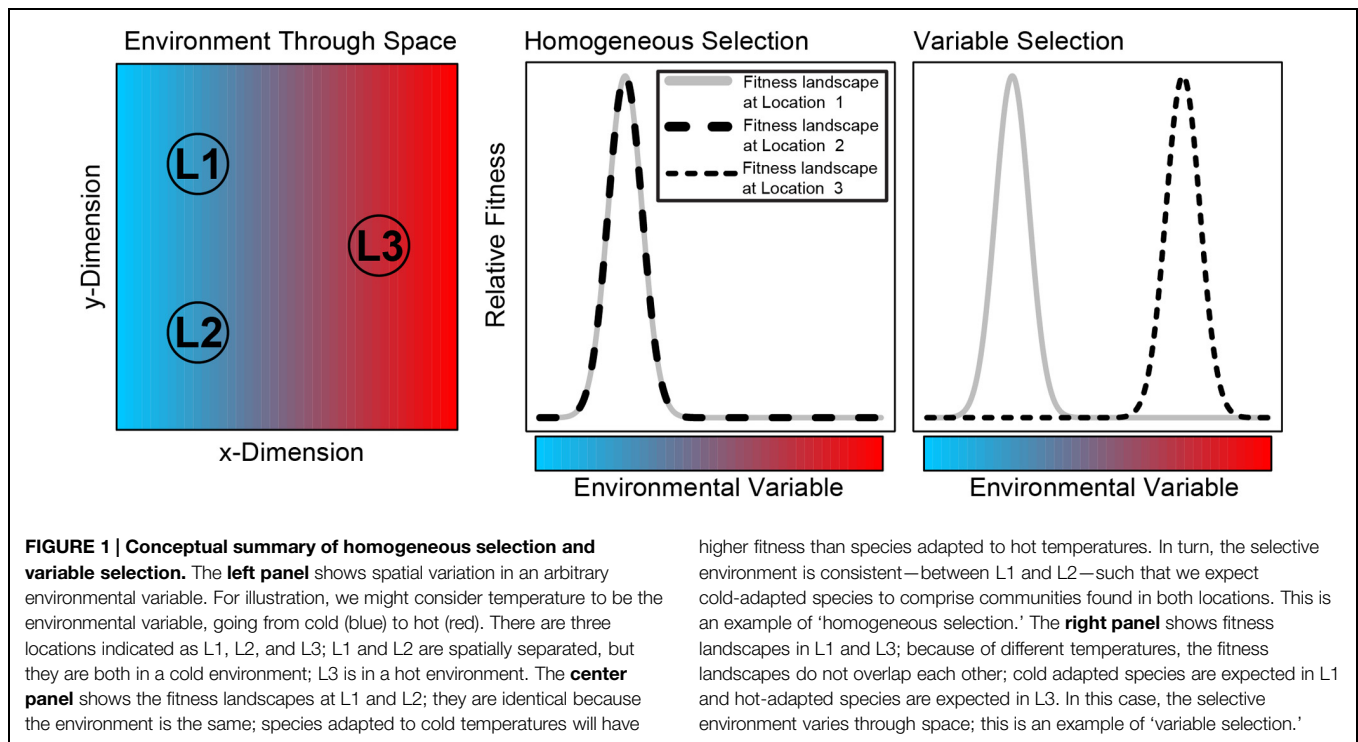 Environment Through Space
L1
L2
L3
y-Dimension
x-Dimension
Homogeneous Selection
Fitness landscape
at Location 1
Fitness landscape
at Location 2
Fitness landscape
at Location 3
Relative Fitness
Environmental Variable
Variable Selection
Environmental Variable
FIGURE 1 | Conceptual summary of homogeneous selection and
variable selection. The left panel shows spatial variation in an arbitrary
environmental variable. For illustration, we might consider temperature to be the
environmental variable, going from cold (blue) to hot (red). There are three
locations indicated as L1, L2, and L3; L1 and L2 are spatially separated, but
they are both in a cold environment; L3 is in a hot environment. The center
panel shows the fitness landscapes at L1 and L2; they are identical because
the environment is the same; species adapted to cold temperatures will have
higher fitness than species adapted to hot temperatures. In turn, the selective
environment is consistent—between L1 and L2—such that we expect
cold-adapted species to comprise communities found in both locations. This is
an example of ‘homogeneous selection.’ The right panel shows fitness
landscapes in L1 and L3; because of different temperatures, the fitness
landscapes do not overlap each other; cold adapted species are expected in L1
and hot-adapted species are expected in L3. In this case, the selective
environment varies through space; this is an example of ‘variable selection.’